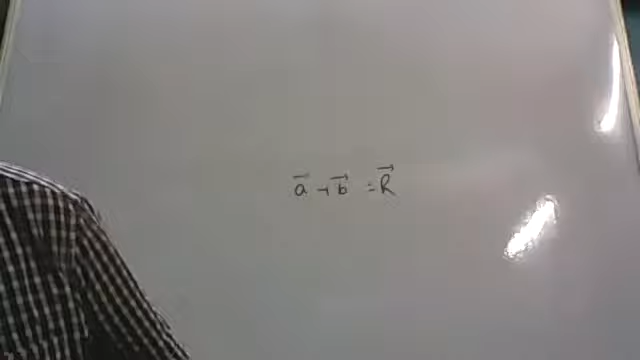 a⃗ + b⃗ = R⃗